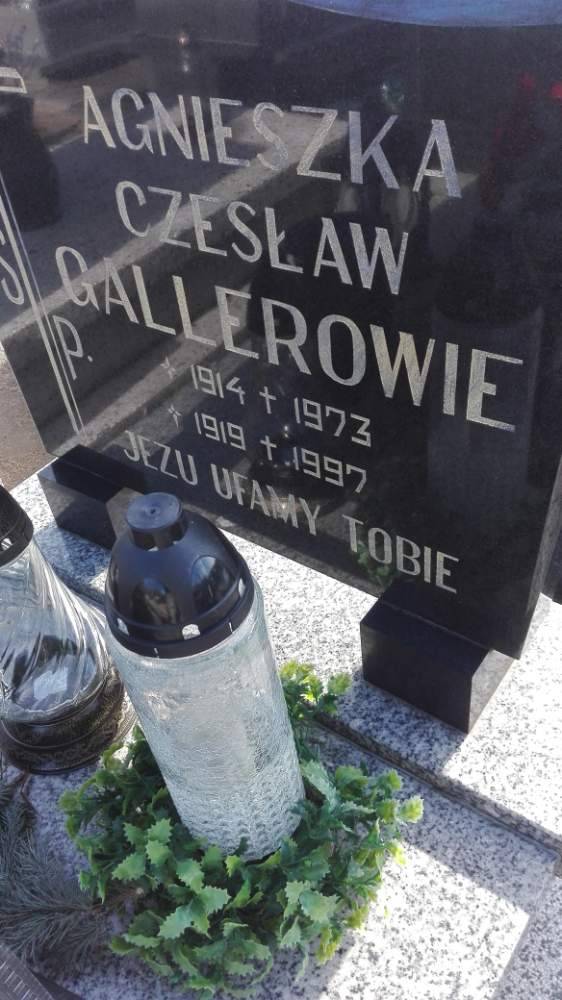 AGNIESZKA
CZESŁAW
GALLEROWIE
Ś
P.
* 1914 † 1973
* 1919 † 1997
JEZU UFAMY TOBIE